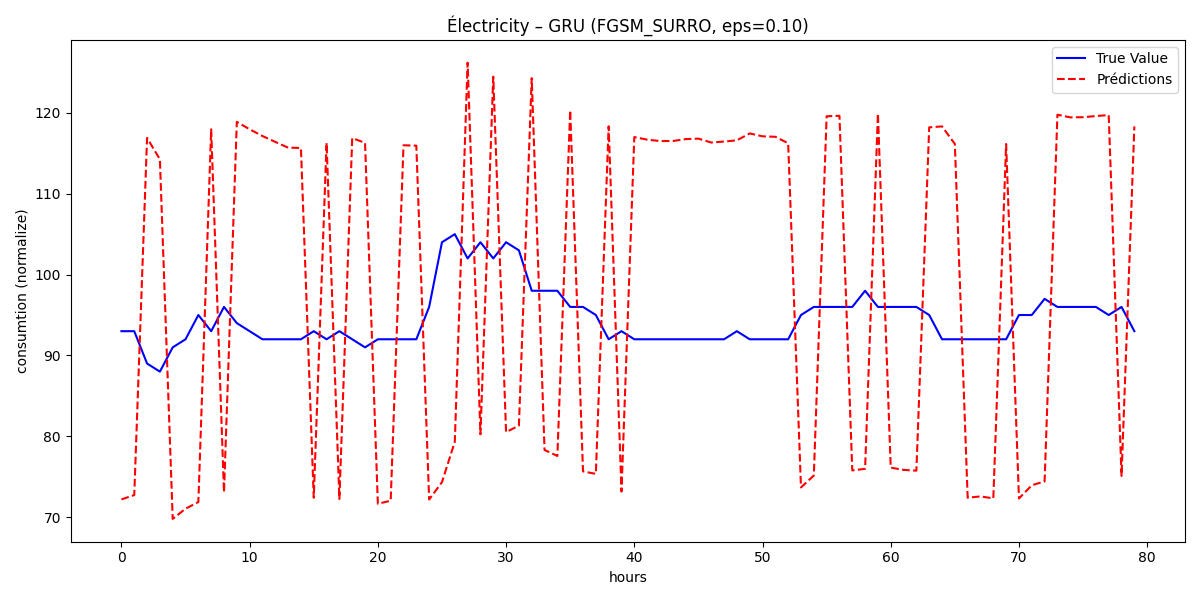 Électricity – GRU (FGSM_SURRO, eps=0.10)
True Value
Prédictions
consumtion (normalize)
120
110
100
90
80
70
0 10 20 30 40 50 60 70 80
hours